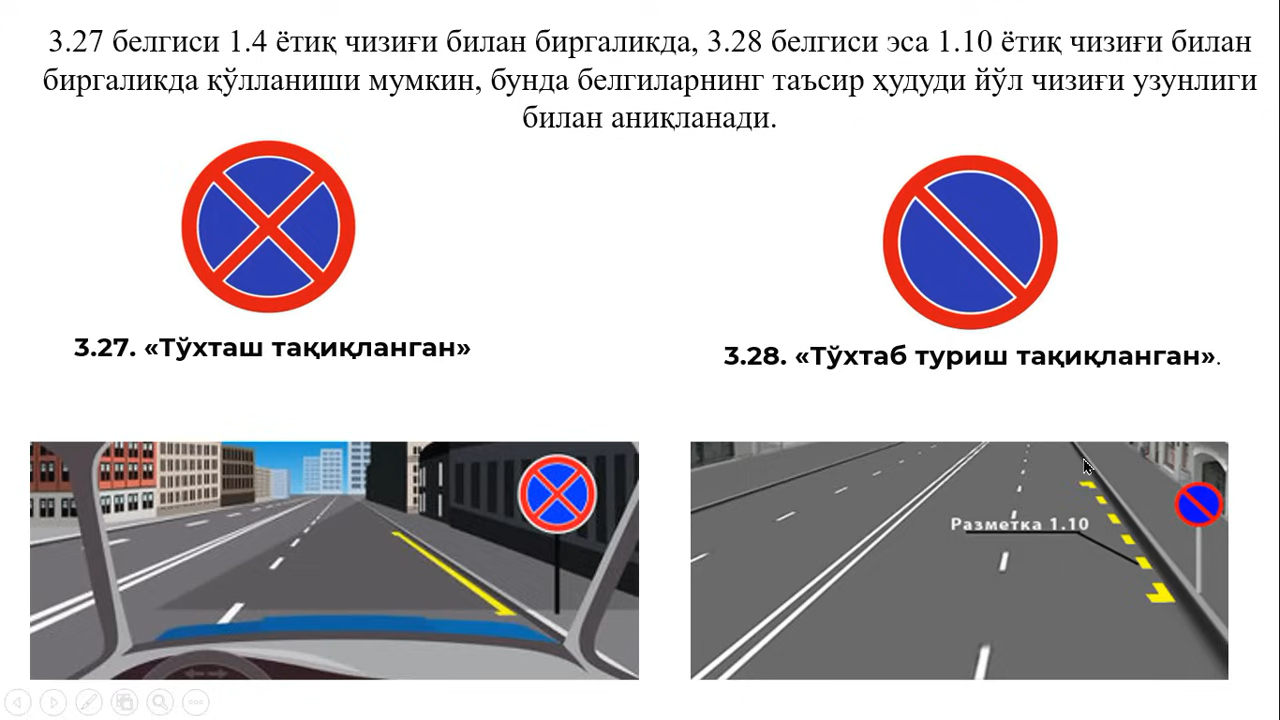 3.27 белгиси 1.4 ётиқ чизиғи билан биргаликда, 3.28 белгиси эса 1.10 ётиқ чизиғи билан
биргаликда қўлланиши мумкин, бунда белгиларнинг таъсир ҳудуди йўл чизиғи узунлиги
билан аниқланади.
3.27. «Тўхташ тақиқланган»
3.28. «Тўхтаб туриш тақиқланган».
Разметка 1.10